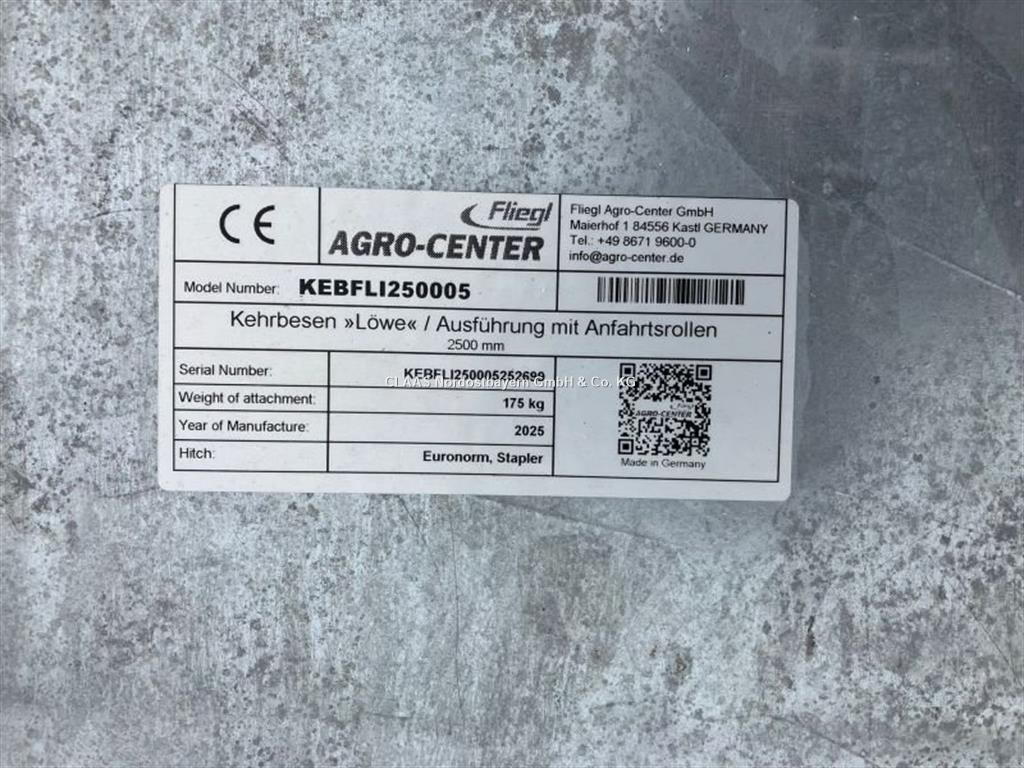 CE
Fliegl
AGRO-CENTER
Fliegl Agro-Center GmbH
Maierhof 1 84556 Kastl GERMANY
Tel.: +49 8671 9600-0
info@agro-center.de
Model Number: KEBFLI250005
Kehrbesen »Löwe« / Ausführung mit Anfahrtsrollen
2500 mm
Serial Number: KEBFLI250005252699
CLAAS Nordostbayern GmbH & Co. KG
Weight of attachment: 175 kg
Year of Manufacture: 2025
Hitch: Euronorm, Stapler
AGRO-CENTER
Made in Germany